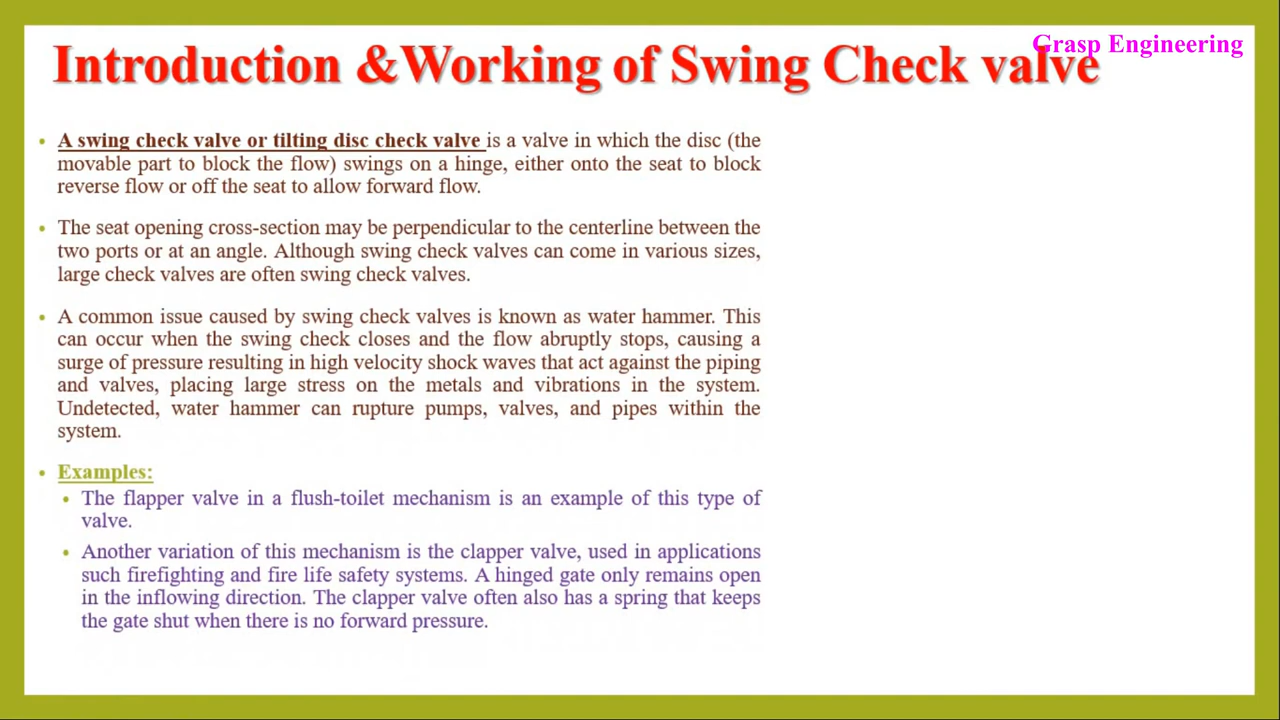 Grasp Engineering
Introduction &Working of Swing Check valve
• A swing check valve or tilting disc check valve is a valve in which the disc (the
movable part to block the flow) swings on a hinge, either onto the seat to block
reverse flow or off the seat to allow forward flow.
• The seat opening cross-section may be perpendicular to the centerline between the
two ports or at an angle. Although swing check valves can come in various sizes,
large check valves are often swing check valves.
• A common issue caused by swing check valves is known as water hammer. This
can occur when the swing check closes and the flow abruptly stops, causing a
surge of pressure resulting in high velocity shock waves that act against the piping
and valves, placing large stress on the metals and vibrations in the system.
Undetected, water hammer can rupture pumps, valves, and pipes within the
system.
• Examples:
• The flapper valve in a flush-toilet mechanism is an example of this type of
valve.
• Another variation of this mechanism is the clapper valve, used in applications
such firefighting and fire life safety systems. A hinged gate only remains open
in the inflowing direction. The clapper valve often also has a spring that keeps
the gate shut when there is no forward pressure.